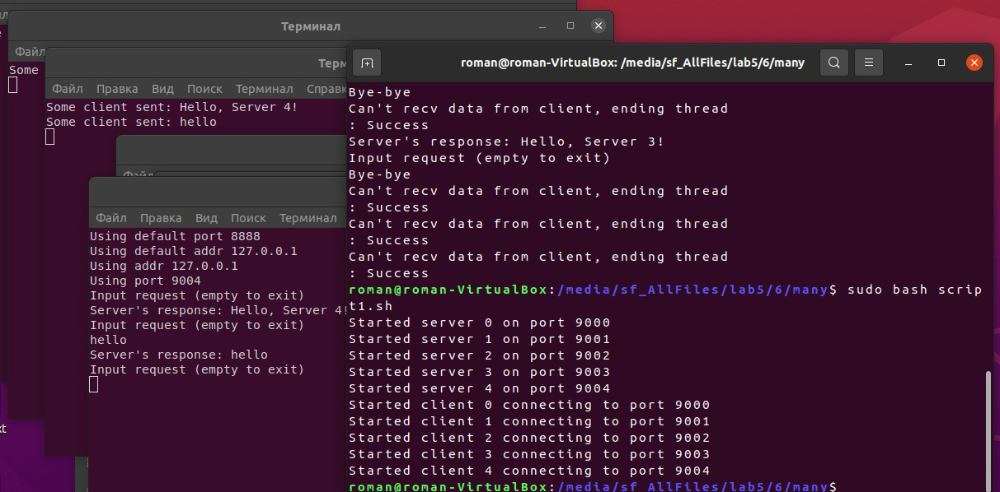 Терминал
Файл
Some
Терм
Файл Правка Вид Поиск Терминал Справк
Some client sent: Hello, Server 4!
Some client sent: hello
Файл
Файл Правка Вид Поиск Терминал
Using default port 8888
Using default addr 127.0.0.1
Using addr 127.0.0.1
Using port 9004
Input request (empty to exit)
Server's response: Hello, Server 4!
Input request (empty to exit)
hello
Server's response: hello
Input request (empty to exit)
roman@roman-VirtualBox: /media/sf_AllFiles/lab5/6/many
Bye-bye
Can't recv data from client, ending thread
: Success
Server's response: Hello, Server 3!
Input request (empty to exit)
Bye-bye
Can't recv data from client, ending thread
: Success
Can't recv data from client, ending thread
: Success
Can't recv data from client, ending thread
: Success
roman@roman-VirtualBox:/media/sf_AllFiles/lab5/6/many$ sudo bash scrip
t1.sh
Started server 0 on port 9000
Started server 1 on port 9001
Started server 2 on port 9002
Started server 3 on port 9003
Started server 4 on port 9004
Started client 0 connecting to port 9000
Started client 1 connecting to port 9001
Started client 2 connecting to port 9002
Started client 3 connecting to port 9003
Started client 4 connecting to port 9004
roman@roman-VirtualBox:/media/sf_AllFiles/lab5/6/many$